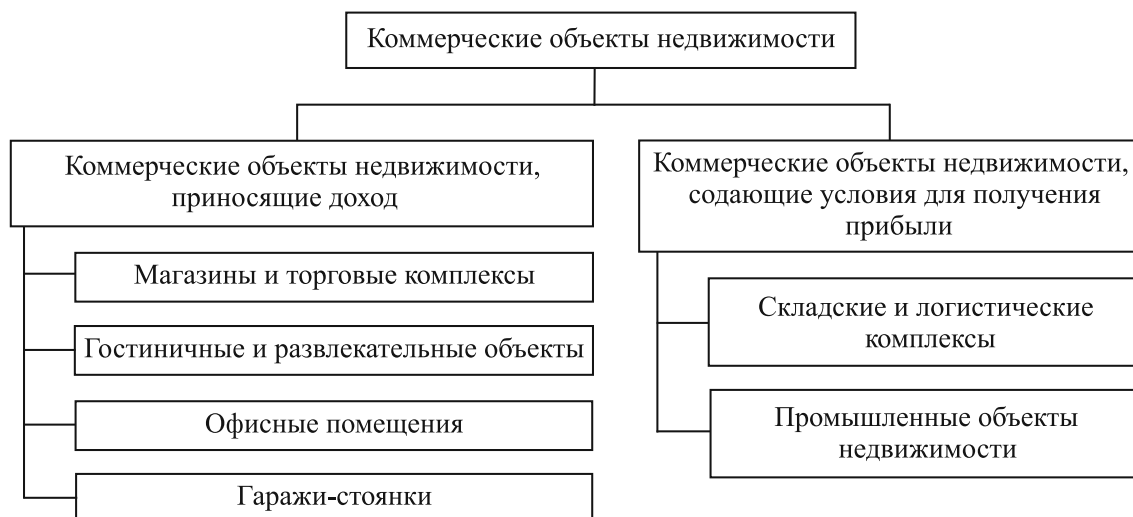 Коммерческие объекты недвижимости
Коммерческие объекты недвижимости,
приносящие доход
Магазины и торговые комплексы
Гостиничные и развлекательные объекты
Офисные помещения
Гаражи-стоянки
Коммерческие объекты недвижимости,
содающие условия для получения
прибыли
Складские и логистические
комплексы
Промышленные объекты
недвижимости